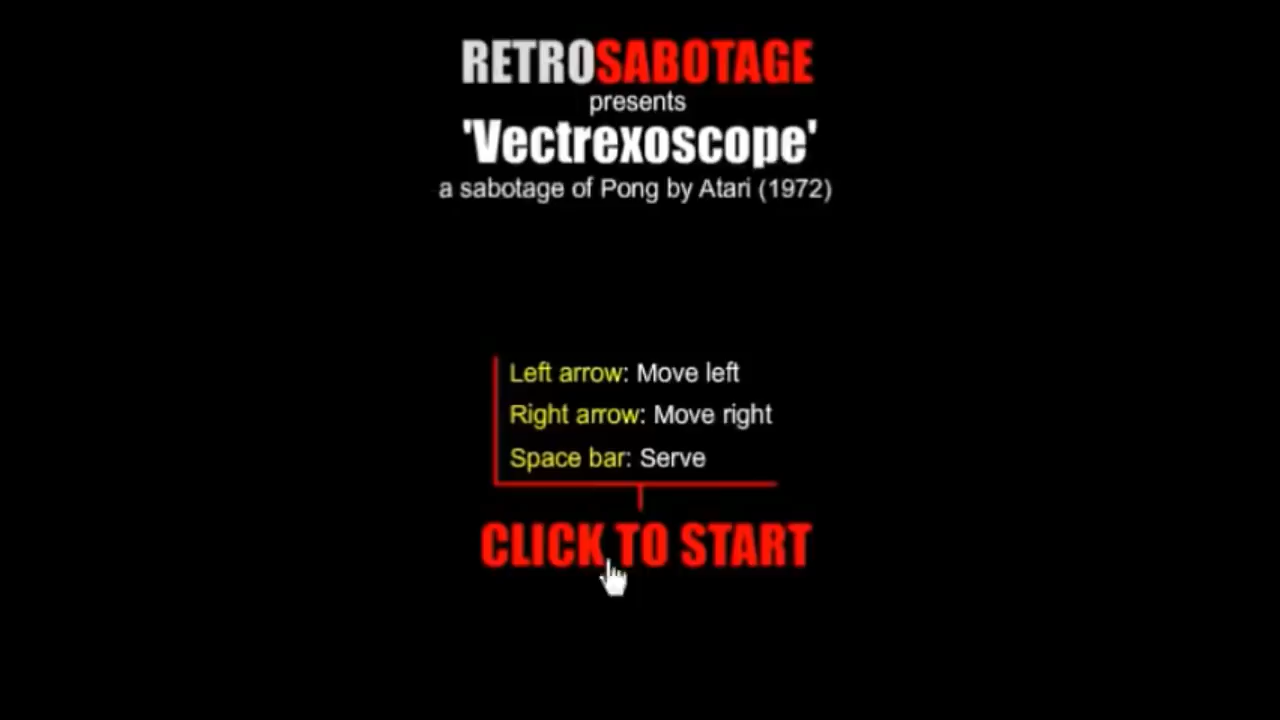 RETROSABOTAGE
presents
'Vectrexoscope'
a sabotage of Pong by Atari (1972)
Left arrow: Move left
Right arrow: Move right
Space bar: Serve
CLICK TO START